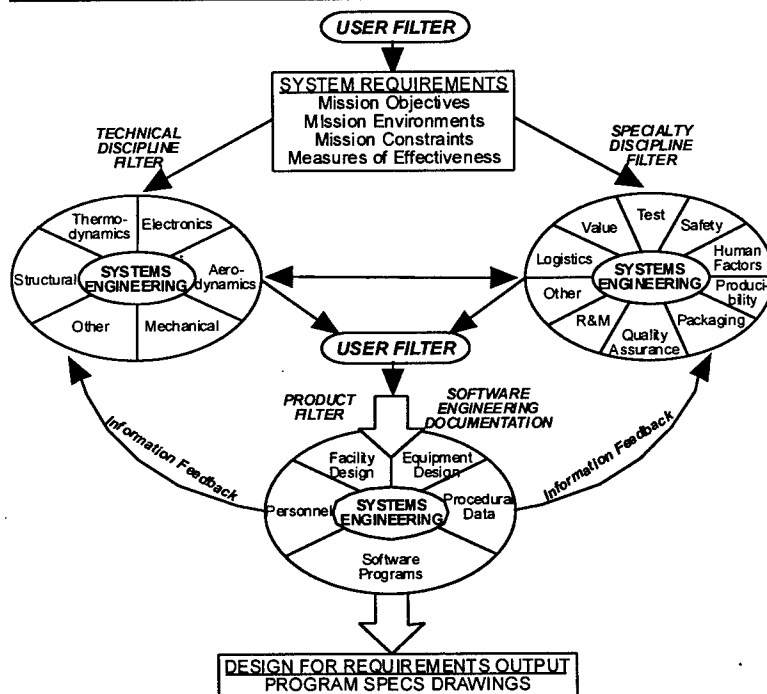 USER FILTER
SYSTEM REQUIREMENTS
Mission Objectives
MIssion Environments
Mission Constraints
Measures of Effectiveness
TECHNICAL
DISCIPLINE
FILTER
SPECIALTY
DISCIPLINE
FILTER
Thermo-
dynamics
Electronics
Structural
SYSTEMS
ENGINEERING
Aero-
dynamics
Other
Mechanical
Value
Test
Safety
Logistics
SYSTEMS
ENGINEERING
Human
Factors
Other
Produci-
bility
R&M
Quality
Assurance
Packaging
USER FILTER
PRODUCT
FILTER
SOFTWARE
ENGINEERING
DOCUMENTATION
Information Feedback
Information Feedback
Facility
Design
Equipment
Design
Personnel
SYSTEMS
ENGINEERING
Procedural
Data
Software
Programs
DESIGN FOR REQUIREMENTS OUTPUT
PROGRAM SPECS DRAWINGS